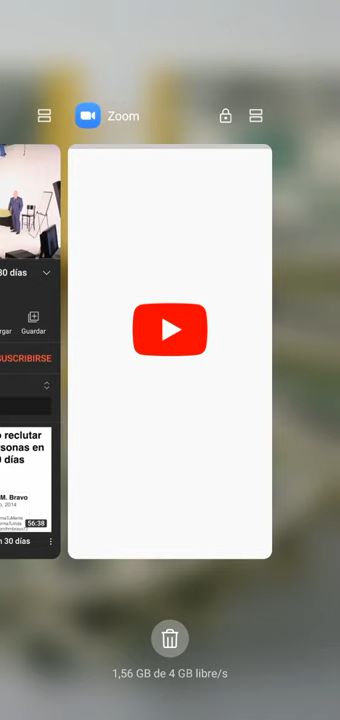 Zoom
30 días
rgar
Guardar
SUSCRIBIRSE
reclutar
sonas en
días
M. Bravo
, 2014
56:38
n 30 días
1,56 GB de 4 GB libre/s